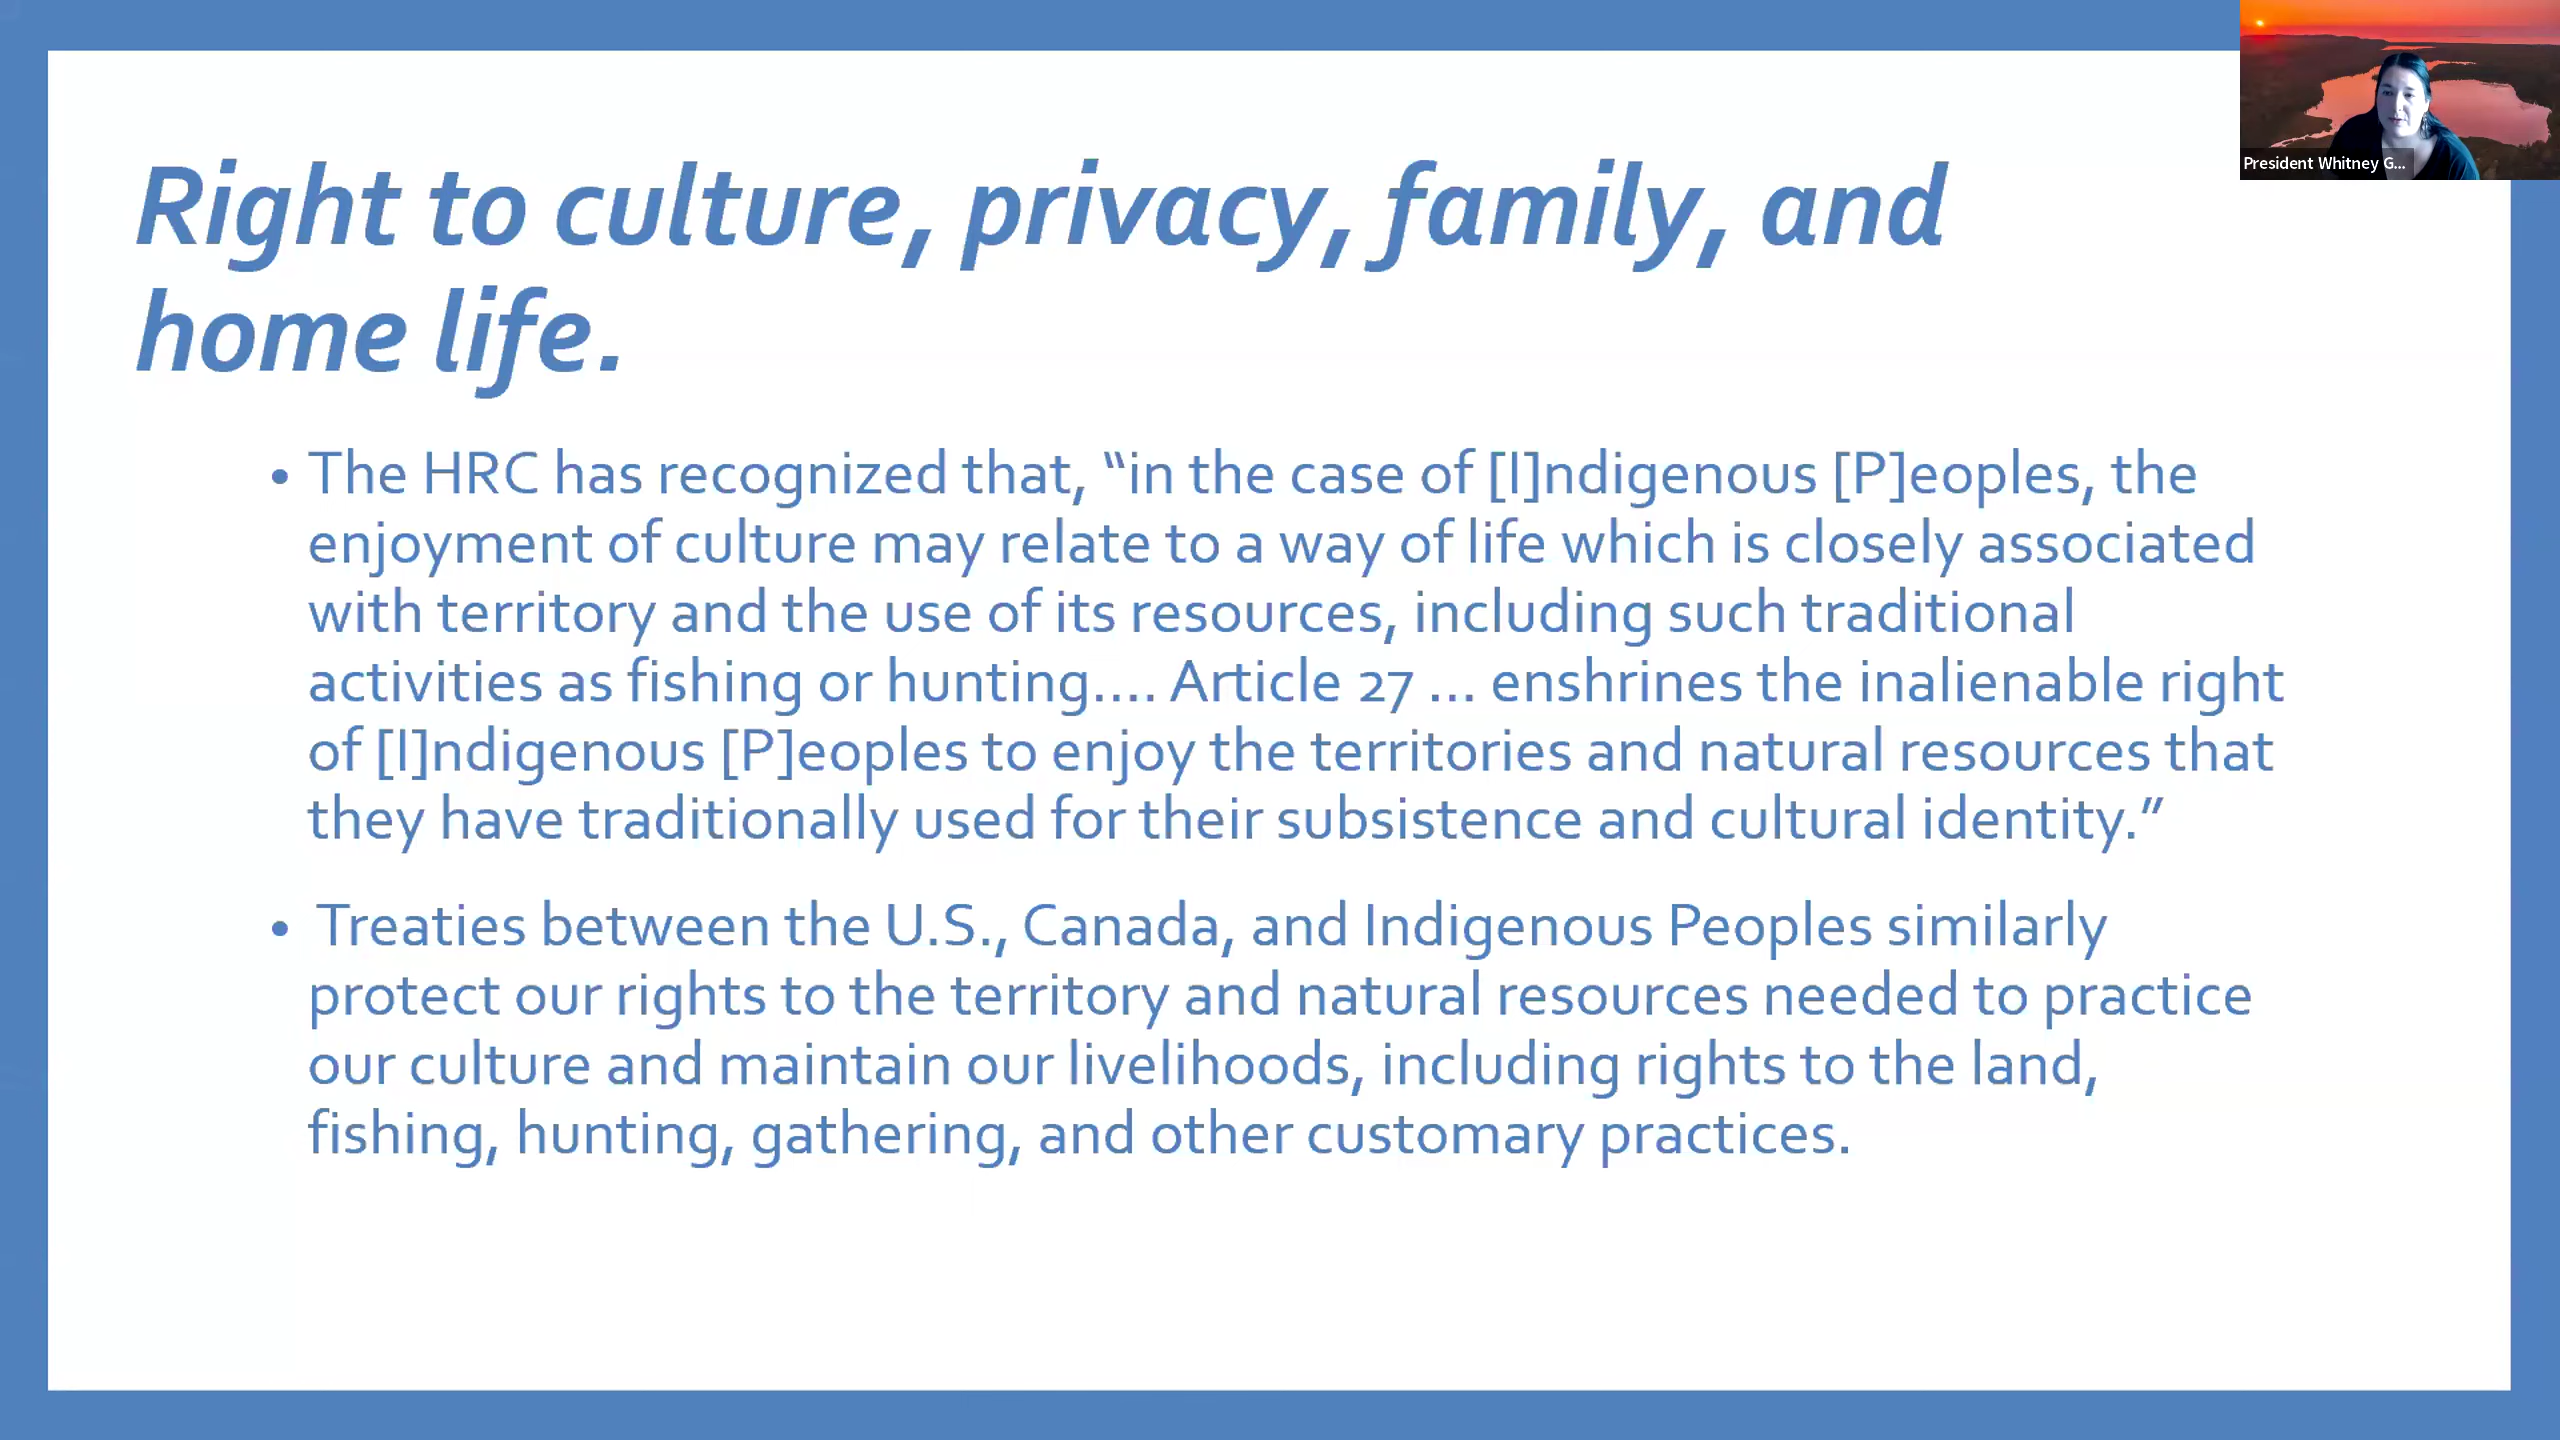 President Whitney G...
Right to culture, privacy, family, and
home life.
• The HRC has recognized that, “in the case of [I]ndigenous [P]eoples, the
enjoyment of culture may relate to a way of life which is closely associated
with territory and the use of its resources, including such traditional
activities as fishing or hunting.... Article 27 ... enshrines the inalienable right
of [I]ndigenous [P]eoples to enjoy the territories and natural resources that
they have traditionally used for their subsistence and cultural identity.”
• Treaties between the U.S., Canada, and Indigenous Peoples similarly
protect our rights to the territory and natural resources needed to practice
our culture and maintain our livelihoods, including rights to the land,
fishing, hunting, gathering, and other customary practices.